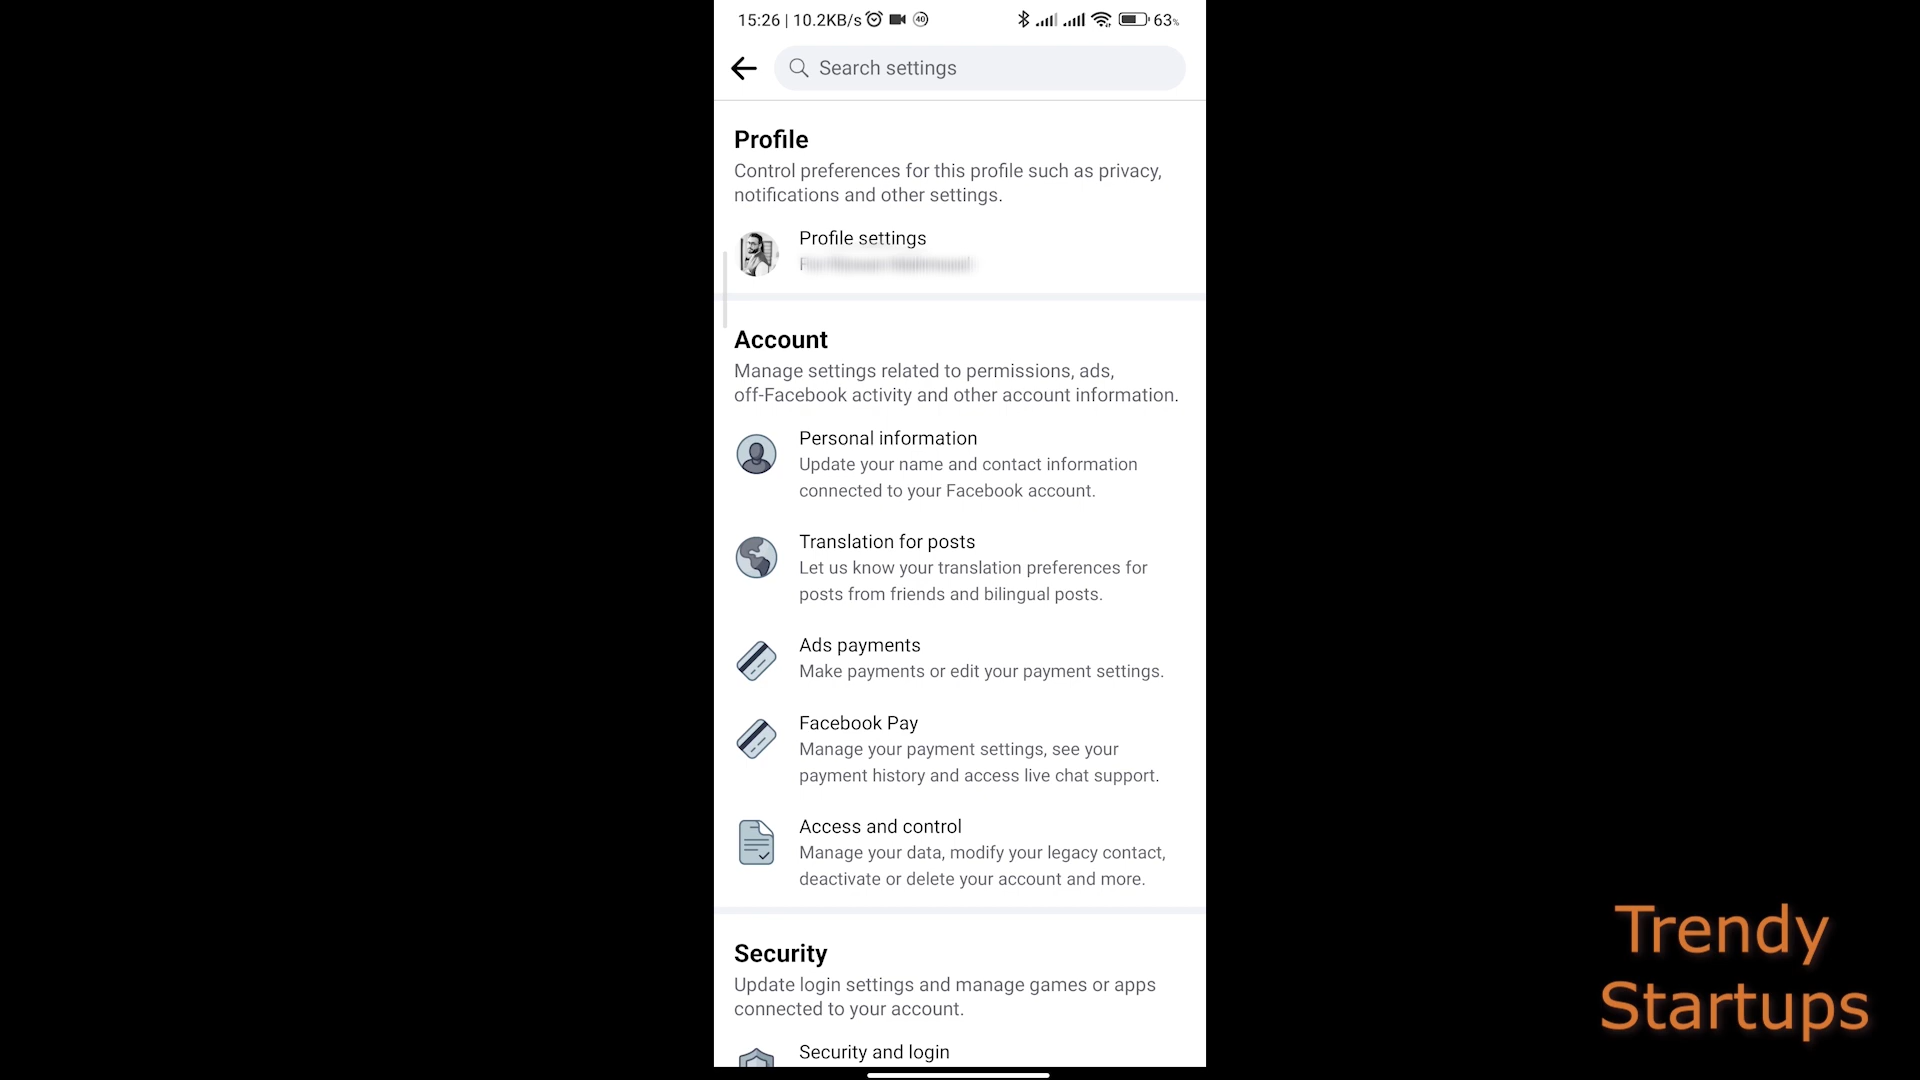 15:26 | 10.2KB/s 40 63%
Search settings
Profile
Control preferences for this profile such as privacy,
notifications and other settings.
Profile settings
Account
Manage settings related to permissions, ads,
off-Facebook activity and other account information.
Personal information
Update your name and contact information
connected to your Facebook account.
Translation for posts
Let us know your translation preferences for
posts from friends and bilingual posts.
Ads payments
Make payments or edit your payment settings.
Facebook Pay
Manage your payment settings, see your
payment history and access live chat support.
Access and control
Manage your data, modify your legacy contact,
deactivate or delete your account and more.
Security
Update login settings and manage games or apps
connected to your account.
Security and login
Trendy
Startups